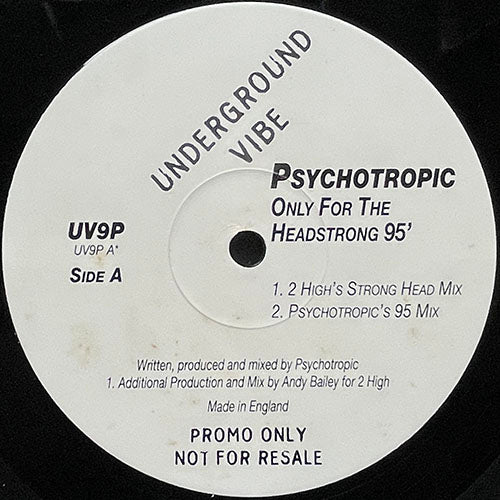 UNDERGROUND
VIBE
PSYCHOTROPIC
ONLY FOR THE
HEADSTRONG 95'
UV9P
UV9P A*
SIDE A
1. 2 HIGH'S STRONG HEAD MIX
2. PSYCHOTROPIC'S 95 MIX
Written, produced and mixed by Psychotropic
1. Additional Production and Mix by Andy Bailey for 2 High
Made in England
PROMO ONLY
NOT FOR RESALE